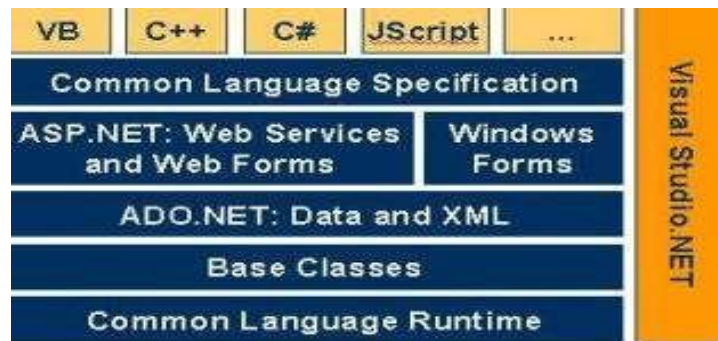 VB C++ C# JScript ...
Common Language Specification
ASP.NET: Web Services
and Web Forms
Windows
Forms
ADO.NET: Data and XML
Base Classes
Common Language Runtime
Visual Studio.NET